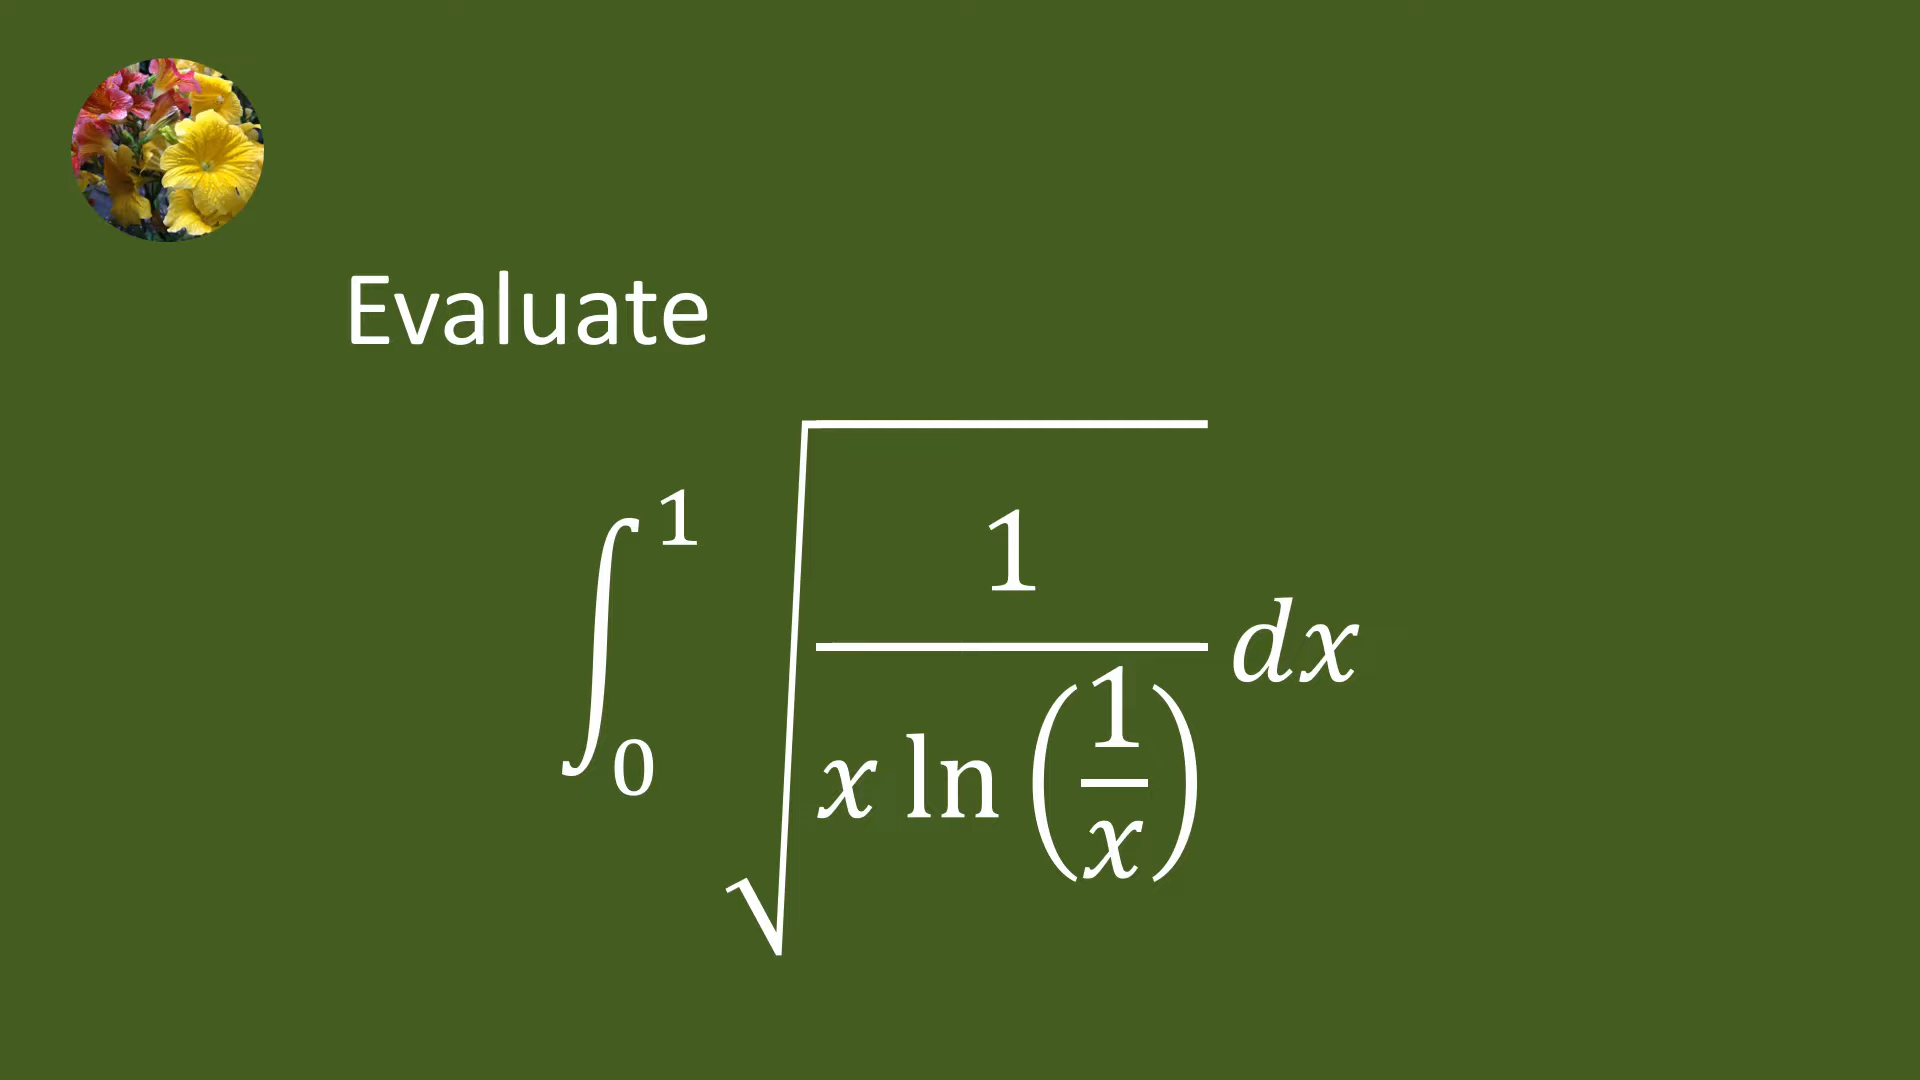 Evaluate
∫₀¹ √(1/(x ln(1/x))) dx